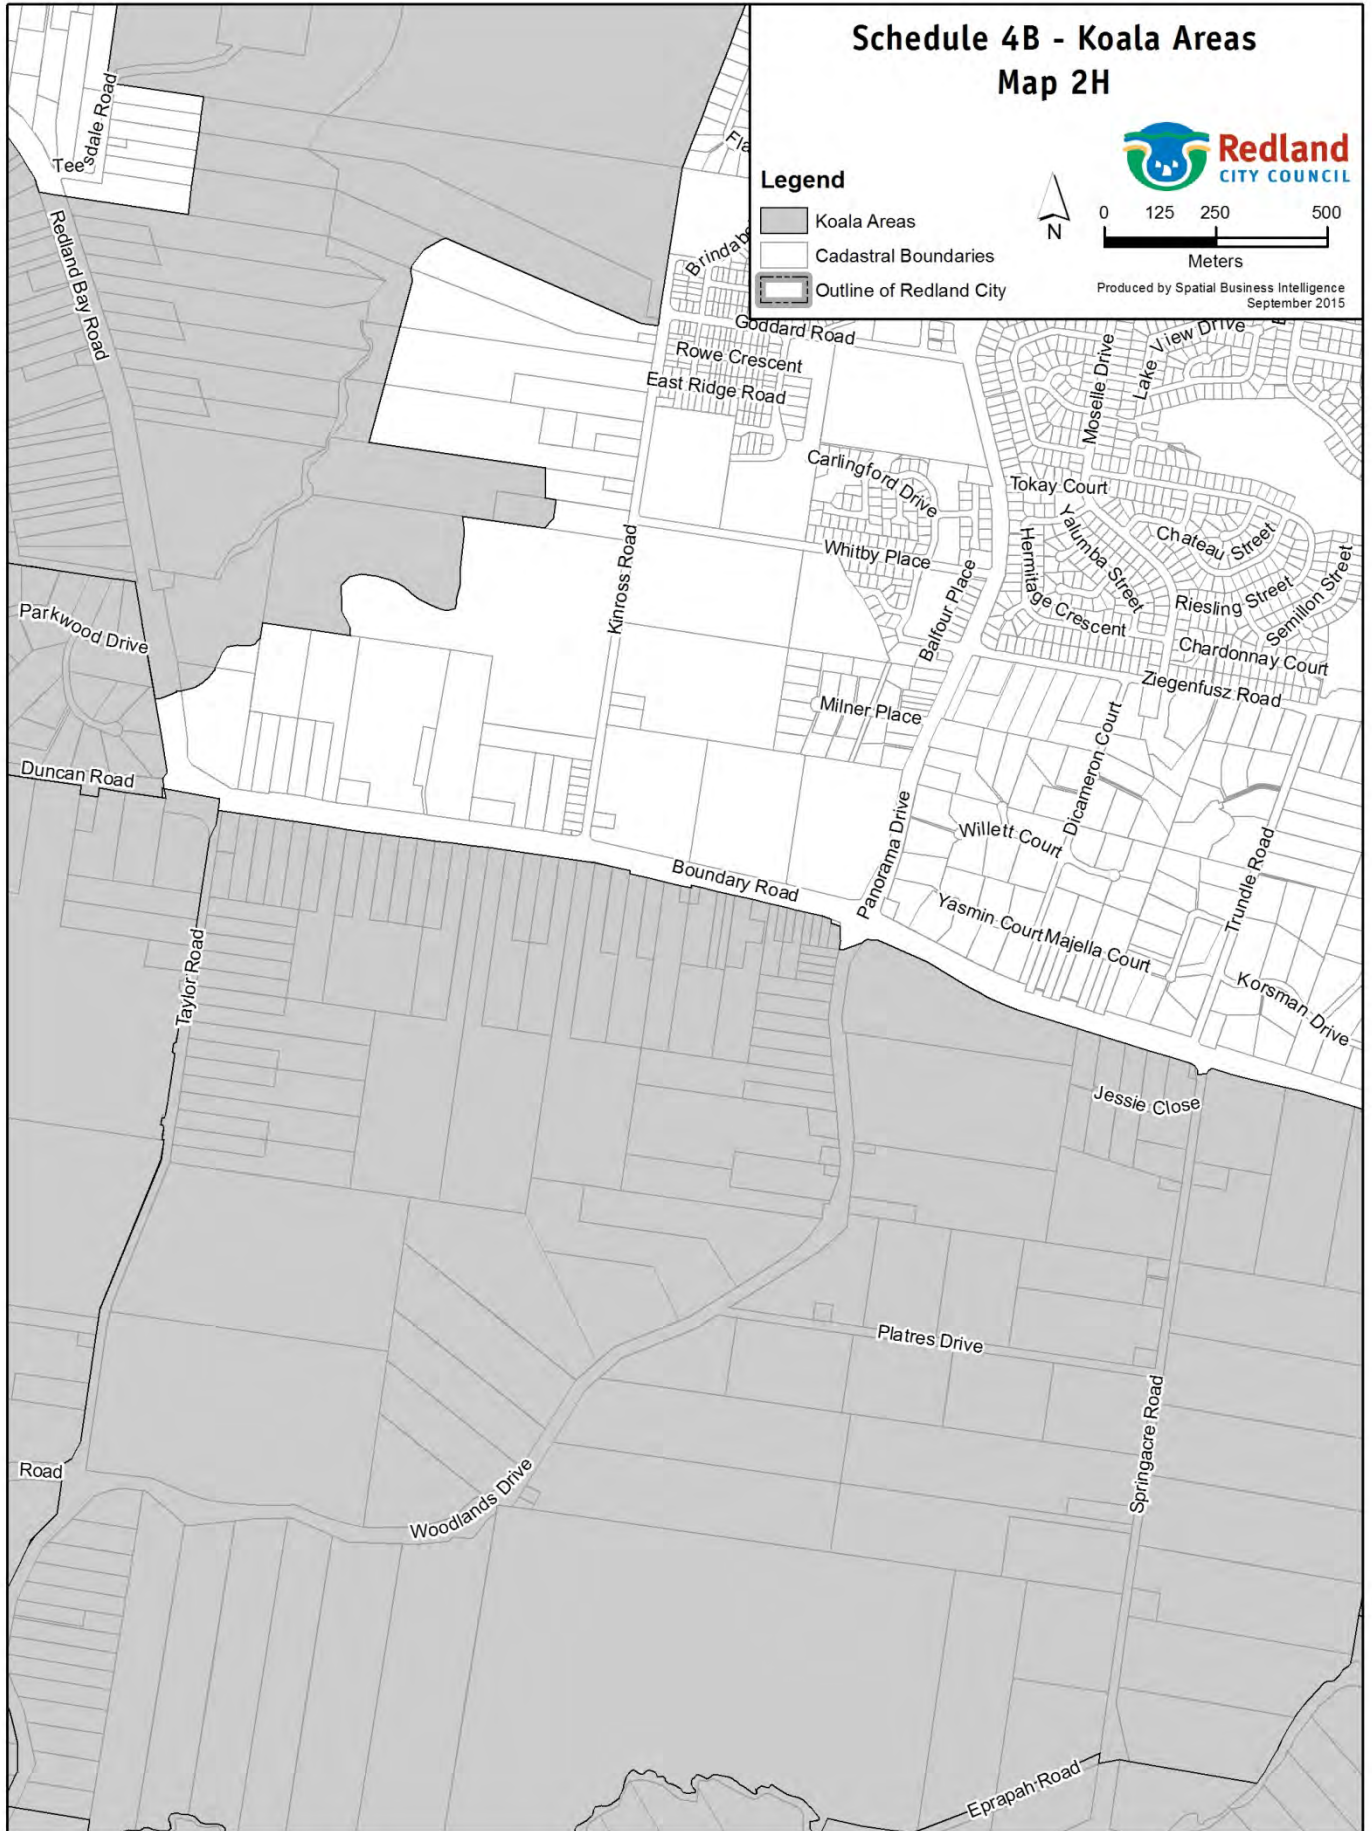 Schedule 4B - Koala Areas
Map 2H
Redland
CITY COUNCIL
Legend
Koala Areas
Cadastral Boundaries
Outline of Redland City
N
0 125 250 500
Meters
Produced by Spatial Business Intelligence
September 2015
Teesdale Road
Redland Bay Road
Goddard Road
Rowe Crescent
East Ridge Road
Lake View Drive
Moselle Drive
Carlingford Drive
Tokay Court
Yalumba Street
Chateau Street
Whitby Place
Kinross Road
Hermitage Crescent
Riesling Street
Semillon Street
Balfour Place
Parkwood Drive
Chardonnay Court
Ziegenfusz Road
Milner Place
Dicameron Court
Duncan Road
Panorama Drive
Willett Court
Trundle Road
Boundary Road
Yasmin Court
Majella Court
Taylor Road
Korsman Drive
Jessie Close
Platres Drive
Springacre Road
Road
Woodlands Drive
Eprapah Road